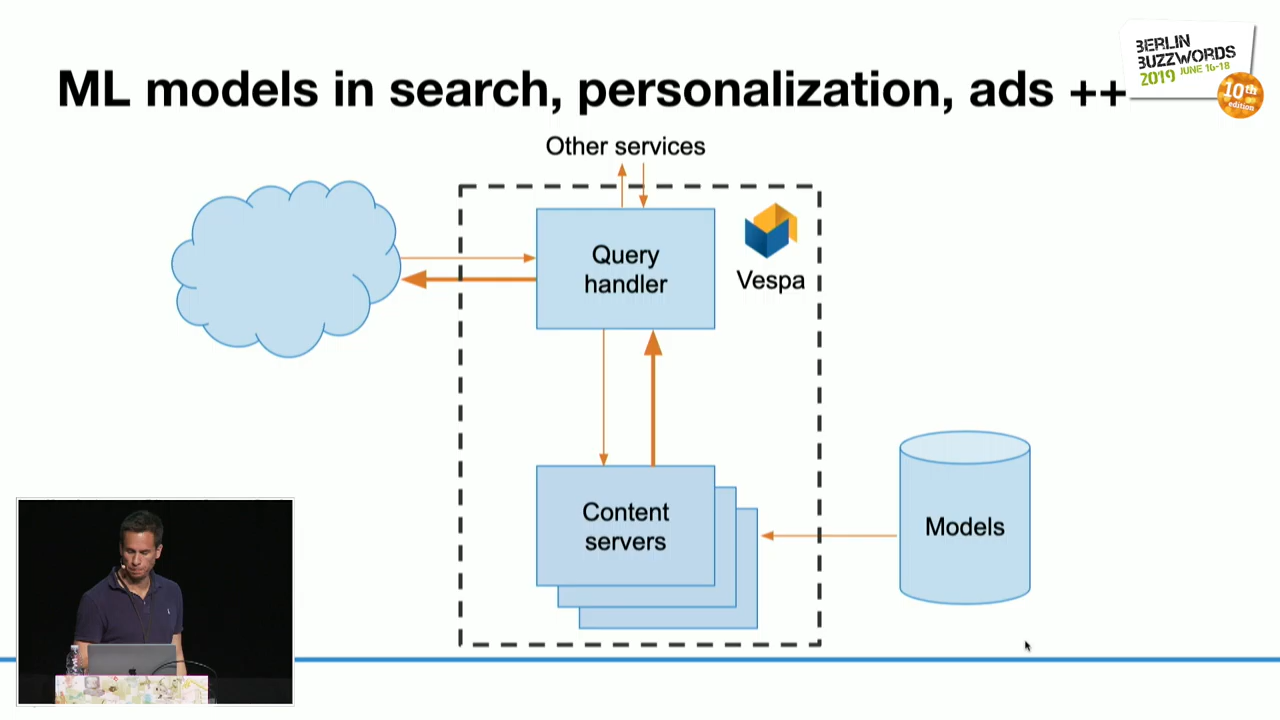 ML models in search, personalization, ads ++
BERLIN
BUZZWORDS
2019 JUNE 16-18
10th
edition
Other services
Query
handler
Vespa
Content
servers
Models